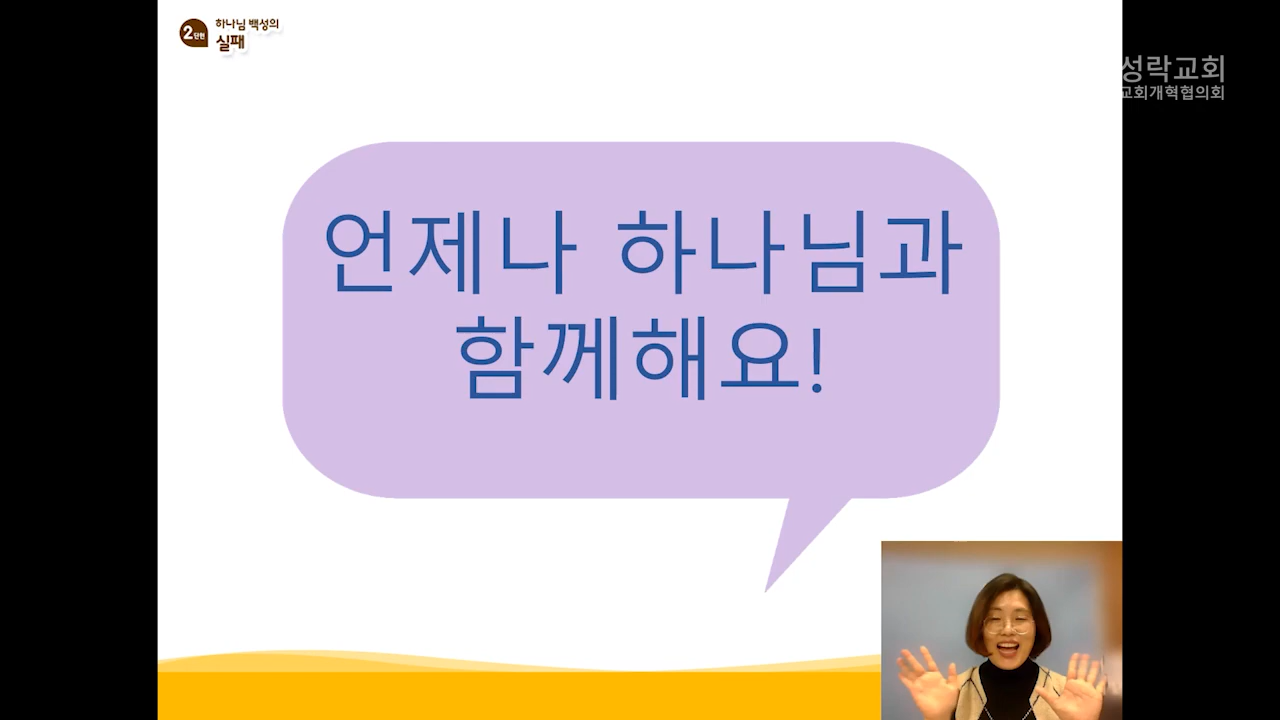 2단원
하나님 백성의
실패
성락교회
교회개혁협의회
언제나 하나님과
함께해요!